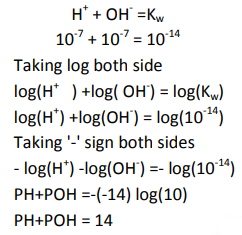 H⁺ + OH⁻ =Kw
10⁻⁷ + 10⁻⁷ = 10⁻¹⁴
Taking log both side
log(H⁺ ) +log( OH⁻) = log(Kw)
log(H⁺) +log(OH⁻) = log(10⁻¹⁴)
Taking '-' sign both sides
- log(H⁺) -log(OH⁻) =- log(10⁻¹⁴)
PH+POH =-(-14) log(10)
PH+POH = 14